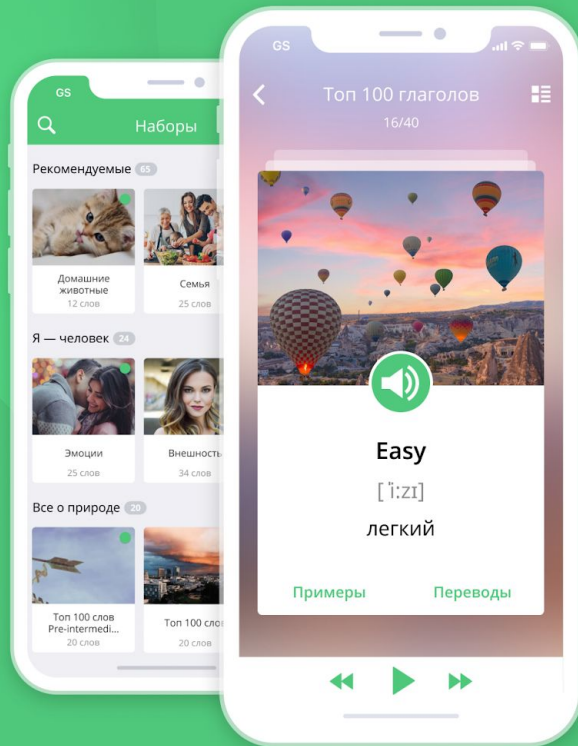 GS
Наборы
Рекомендуемые 65
Домашние
животные
12 слов
Семья
25 слов
Я — человек 24
Эмоции
25 слов
Внешность
34 слов
Все о природе 20
Топ 100 слов
Pre-intermedi...
20 слов
Топ 100 сло
20 слов
GS
Топ 100 глаголов
16/40
Easy
[ˈi:zɪ]
легкий
Примеры Переводы